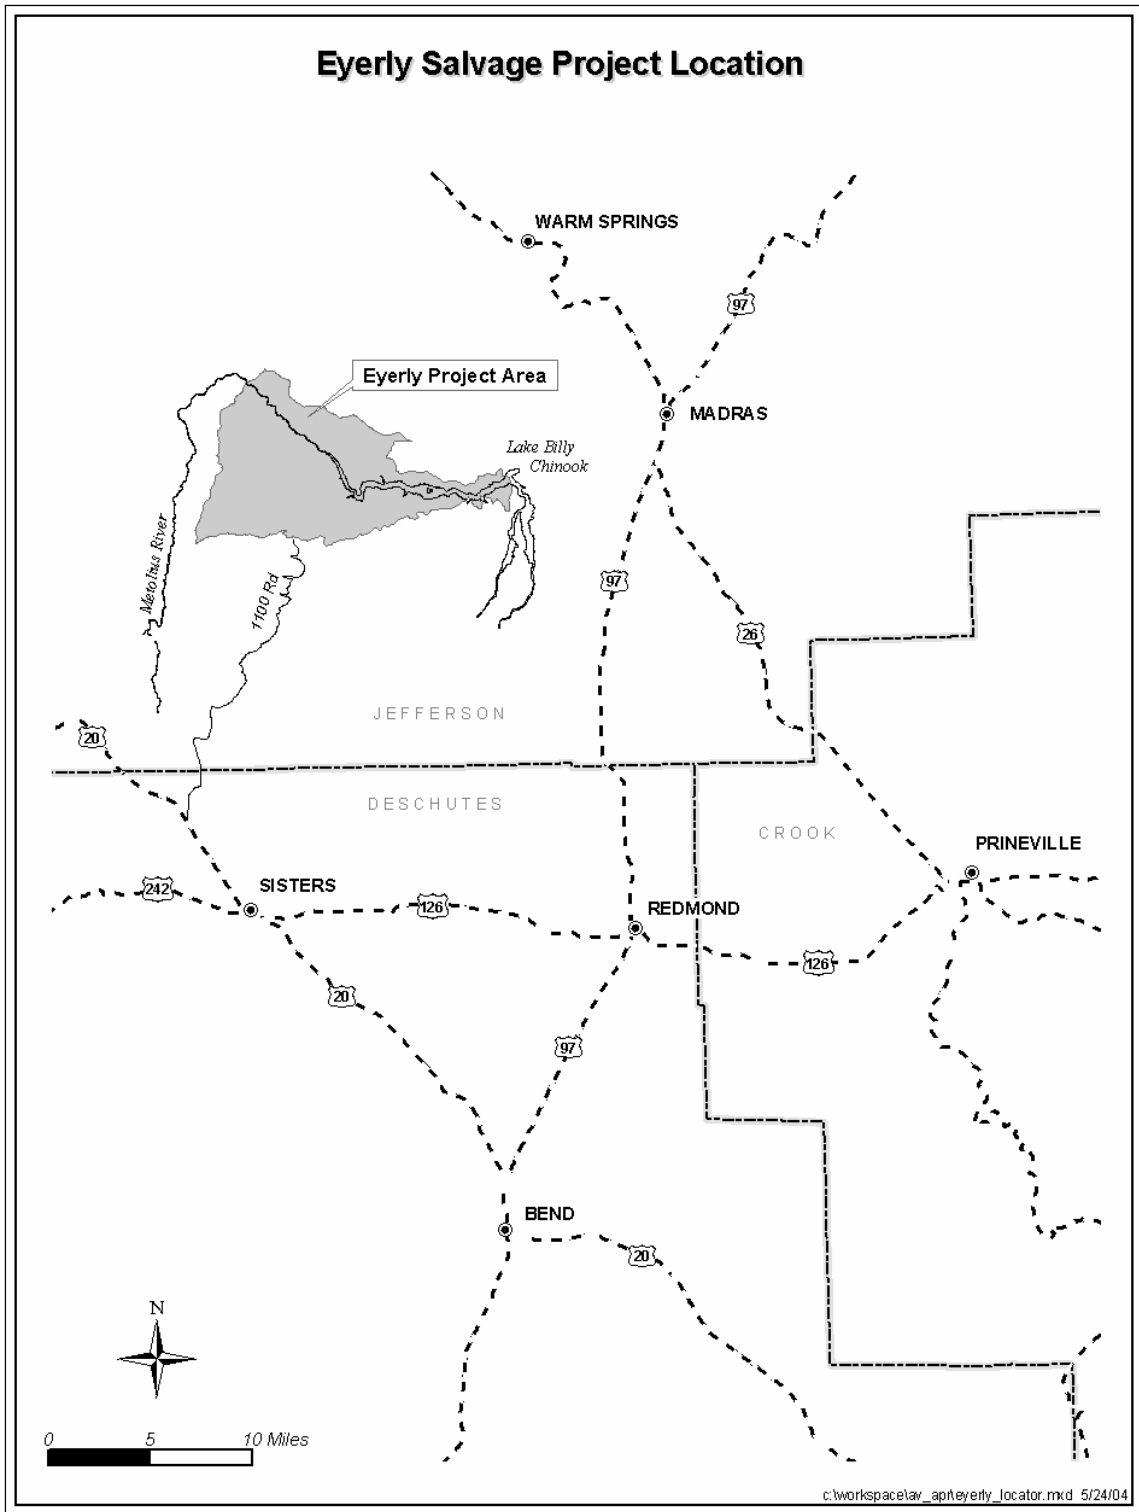 Eyerly Salvage Project Location
WARM SPRINGS
97
Eyerly Project Area
MADRAS
Lake Billy
Chinook
Metolius River
1100 Rd
97
26
JEFFERSON
20
DESCHUTES
CROOK
PRINEVILLE
242
SISTERS
126
REDMOND
126
20
97
BEND
20
N
0 5 10 Miles
c:\workspace\av_apr\eyerly_locator.mxd 5/24/04